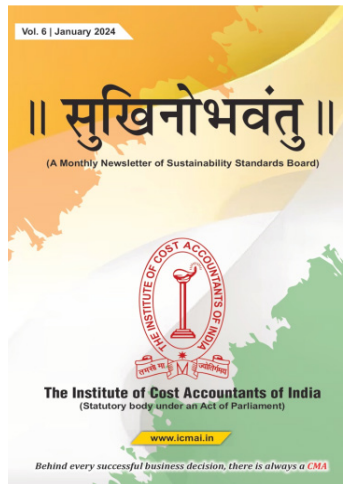 Vol. 6 | January 2024
॥ सुखिनोभवंतु ॥
(A Monthly Newsletter of Sustainability Standards Board)
THE INSTITUTE OF COST ACCOUNTANTS OF INDIA
तमसो मा ज्योतिर्गमय
The Institute of Cost Accountants of India
(Statutory body under an Act of Parliament)
www.icmai.in
Behind every successful business decision, there is always a CMA